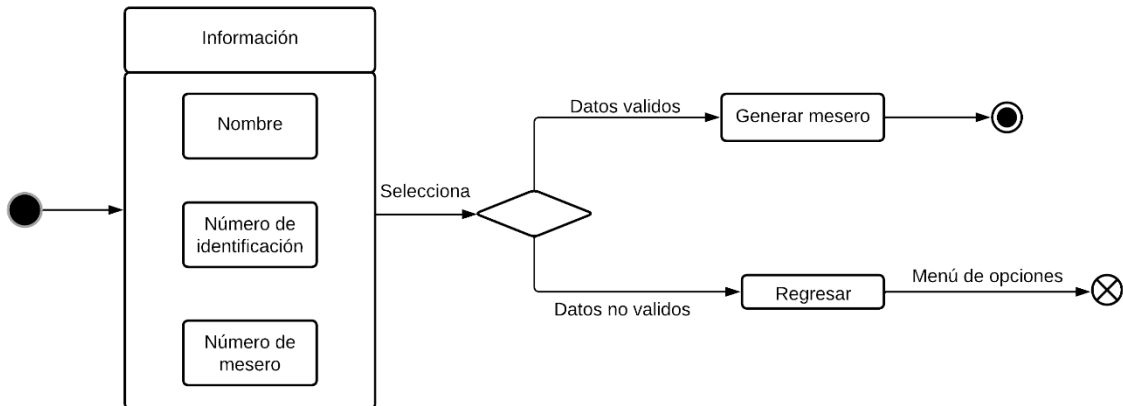 Información
Nombre
Número de
identificación
Número de
mesero
Selecciona
Datos validos
Generar mesero
Datos no validos
Regresar
Menú de opciones